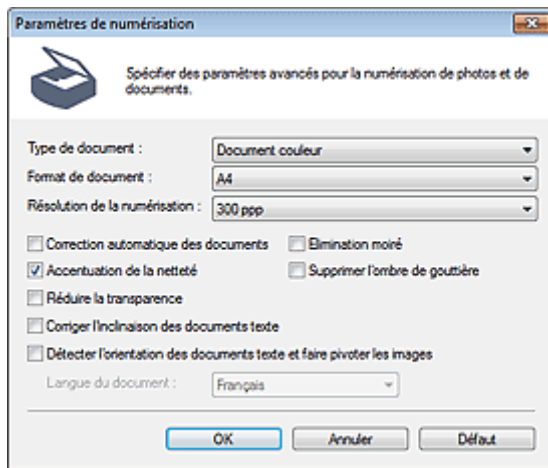 Paramètres de numérisation
Spécifier des paramètres avancés pour la numérisation de photos et de
documents.
Type de document : Document couleur
Format de document : A4
Résolution de la numérisation : 300 ppp
Correction automatique des documents Elimination moiré
Accentuation de la netteté Supprimer l'ombre de gouttière
Réduire la transparence
Corriger l'inclinaison des documents texte
Détecter l'orientation des documents texte et faire pivoter les images
Langue du document : Français
OK Annuler Défaut